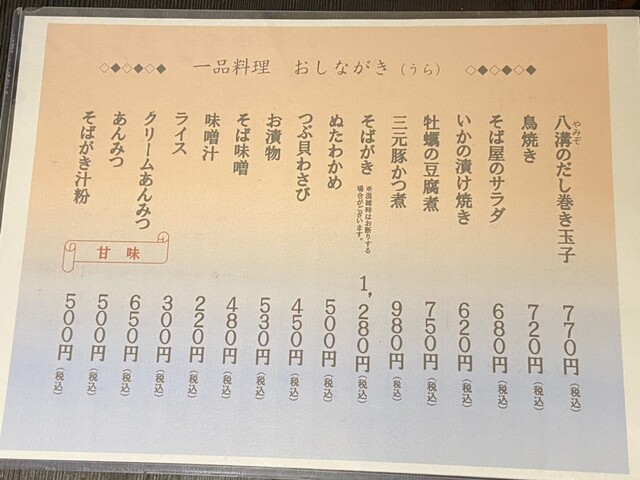 ◇◆◇◆◇◆ 一品料理 おしながき（うら） ◇◆◇◆◇◆
八溝のだし巻き玉子 770円（税込）
やみぞ
鳥焼き 720円（税込）
そば屋のサラダ 680円（税込）
いかの漬け焼き 620円（税込）
牡蠣の豆腐煮 750円（税込）
三元豚かつ煮 980円（税込）
そばがき ※混雑時はお断りする 1,280円（税込）
場合がございます。
ぬたわかめ 500円（税込）
つぶ貝わさび 450円（税込）
お漬物 530円（税込）
そば味噌 480円（税込）
味噌汁 220円（税込）
ライス 300円（税込）
甘味
クリームあんみつ 650円（税込）
あんみつ 500円（税込）
そばがき汁粉 500円（税込）